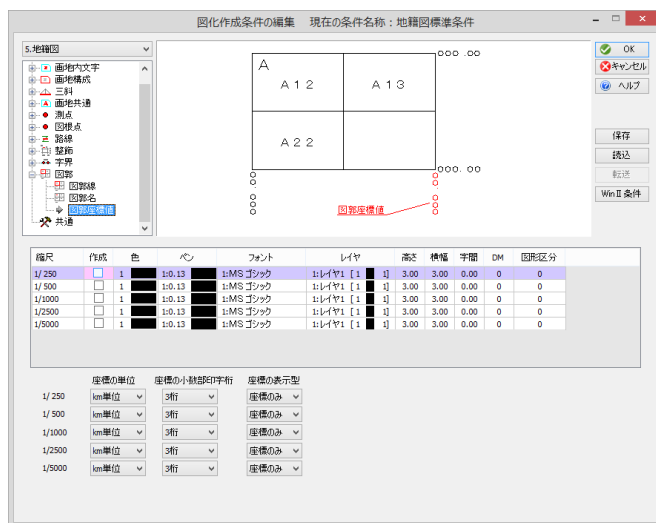 図化作成条件の編集 現在の条件名称：地籍図標準条件
5.地籍図
画地内文字
画地構成
三斜
画地共通
測点
図根点
路線
整飾
字界
図郭
図郭線
図郭名
図郭座標値
共通
A
A12 A13
A22
○○○ .○○
○○○. ○○
図郭座標値
OK
キャンセル
ヘルプ
保存
読込
転送
WinⅡ条件
縮尺 作成 色 ペン フォント レイヤ 高さ 横幅 字間 DM 図形区分
1/ 250 1 1:0.13 1:MS ゴシック 1:レイヤ1 [ 1 1] 3.00 3.00 0.00 0 0
1/ 500 1 1:0.13 1:MS ゴシック 1:レイヤ1 [ 1 1] 3.00 3.00 0.00 0 0
1/1000 1 1:0.13 1:MS ゴシック 1:レイヤ1 [ 1 1] 3.00 3.00 0.00 0 0
1/2500 1 1:0.13 1:MS ゴシック 1:レイヤ1 [ 1 1] 3.00 3.00 0.00 0 0
1/5000 1 1:0.13 1:MS ゴシック 1:レイヤ1 [ 1 1] 3.00 3.00 0.00 0 0
座標の単位 座標の小数部印字桁 座標の表示型
1/ 250 km単位 3桁 座標のみ
1/ 500 km単位 3桁 座標のみ
1/1000 km単位 3桁 座標のみ
1/2500 km単位 3桁 座標のみ
1/5000 km単位 3桁 座標のみ